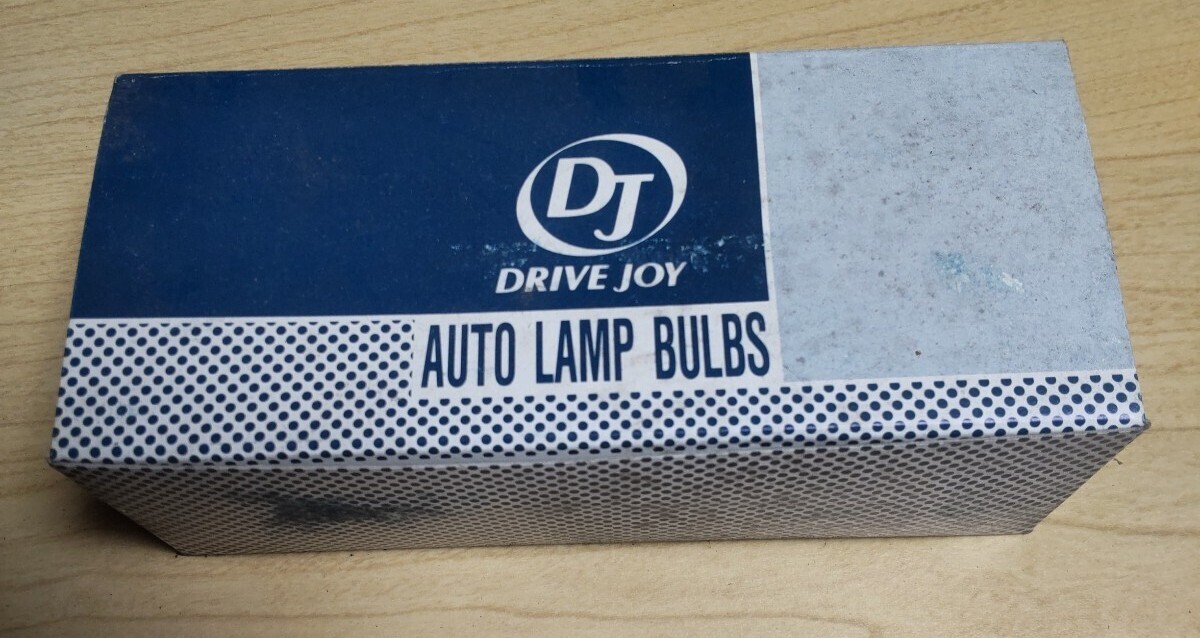 DJ
DRIVE JOY
AUTO LAMP BULBS